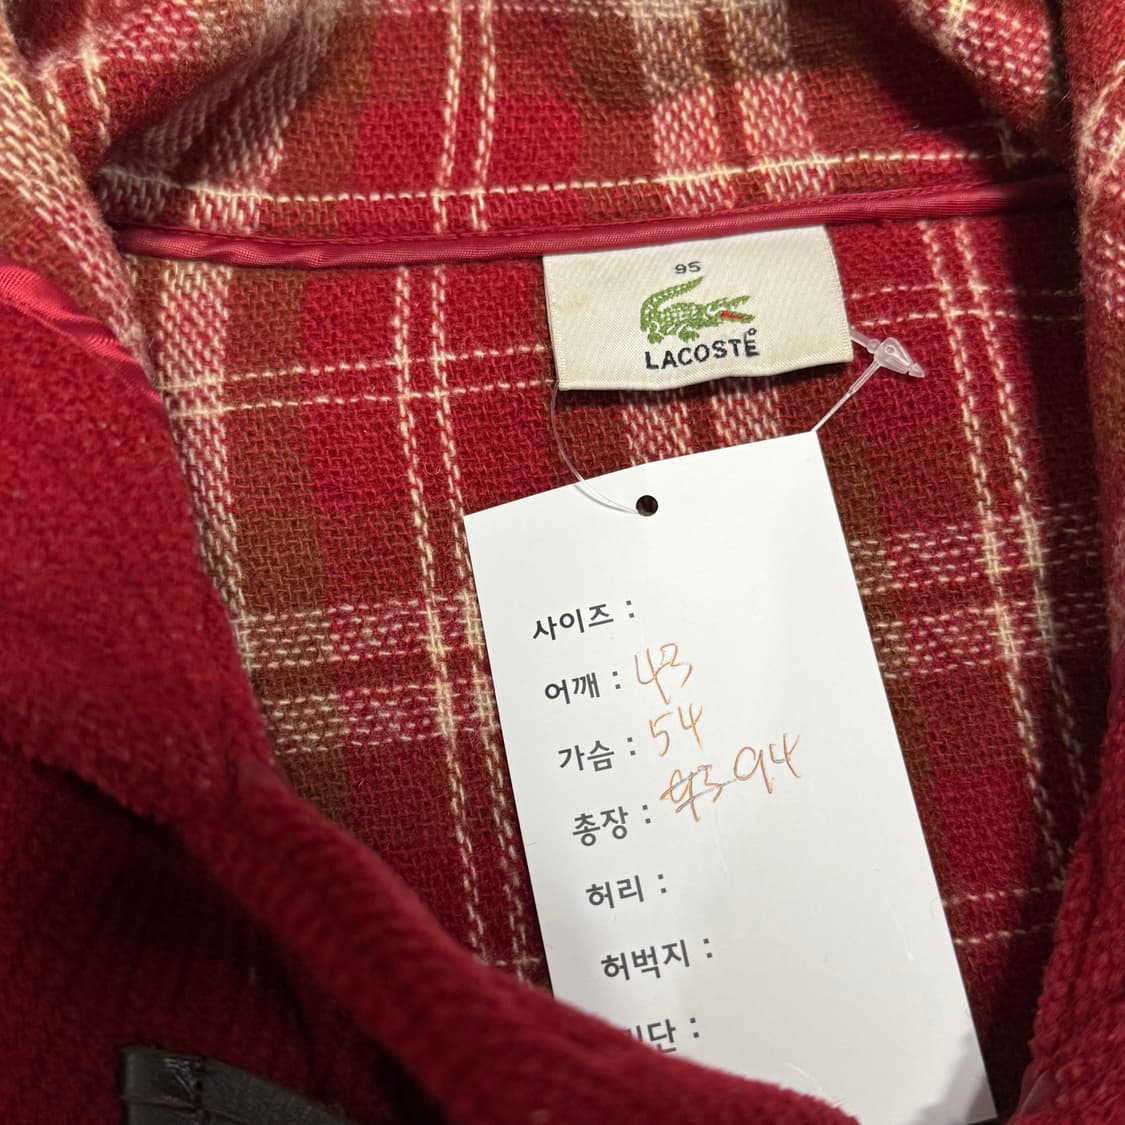 95
LACOSTE
사이즈 :
어깨 : 43
가슴 : 54
총장 : 94
허리 :
허벅지 :
단 :